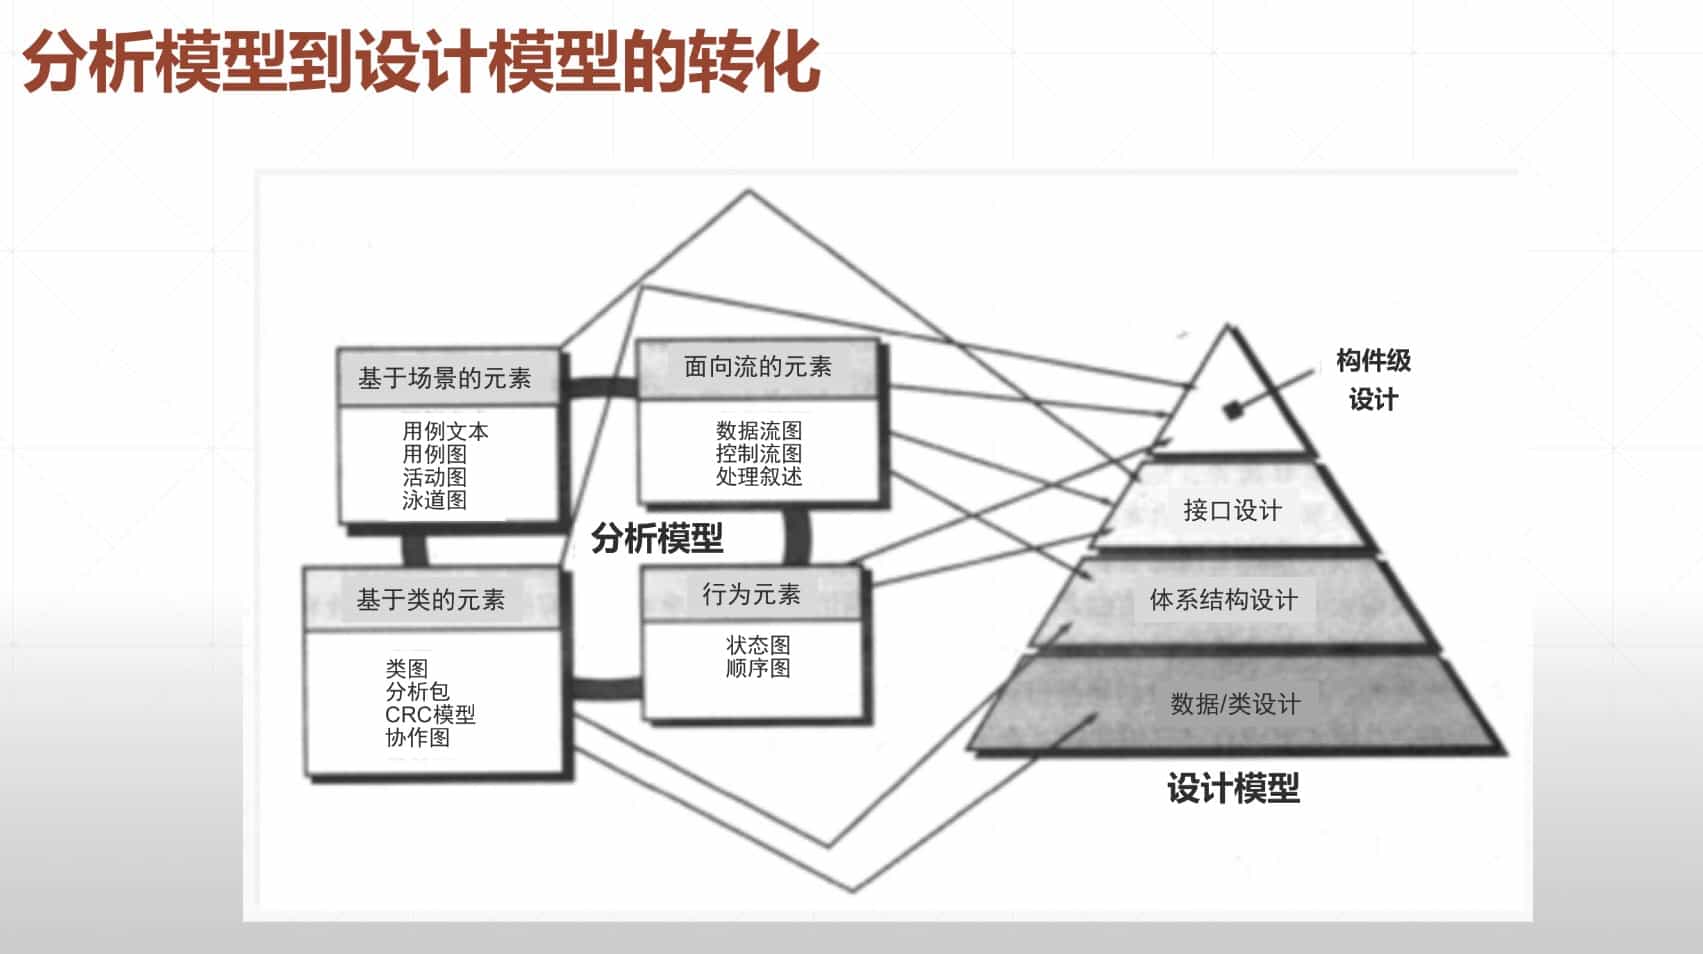 分析模型到设计模型的转化
基于场景的元素
用例文本
用例图
活动图
泳道图
面向流的元素
数据流图
控制流图
处理叙述
分析模型
基于类的元素
类图
分析包
CRC模型
协作图
行为元素
状态图
顺序图
构件级
设计
接口设计
体系结构设计
数据/类设计
设计模型